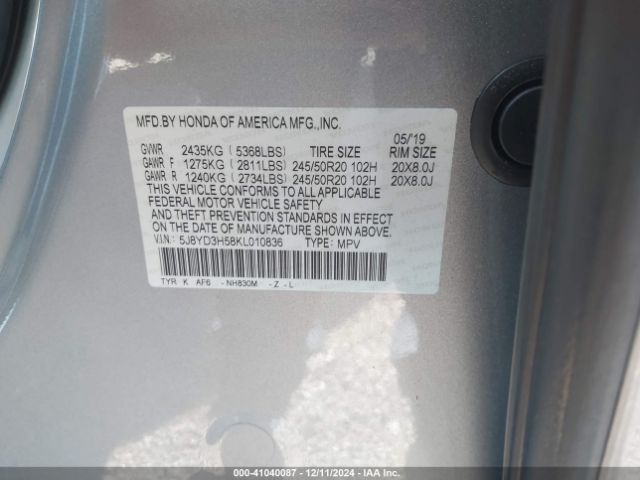 MFD.BY HONDA OF AMERICA MFG.,INC.
05/'19
GVWR 2435KG ( 5368LBS) TIRE SIZE RIM SIZE
GAWR F 1275KG ( 2811LBS) 245/50R20 102H 20X8.0J
GAWR R 1240KG ( 2734LBS) 245/50R20 102H 20X8.0J
THIS VEHICLE CONFORMS TO ALL APPLICABLE
FEDERAL MOTOR VEHICLE SAFETY
AND THEFT PREVENTION STANDARDS IN EFFECT
ON THE DATE OF MANUFACTURE SHOWN ABOVE.
V.I.N: 5J8YD3H58KL010836 TYPE: MPV
TYR K AF6 - NH830M - Z - L
000-41040087 - 12/11/2024 - IAA Inc.